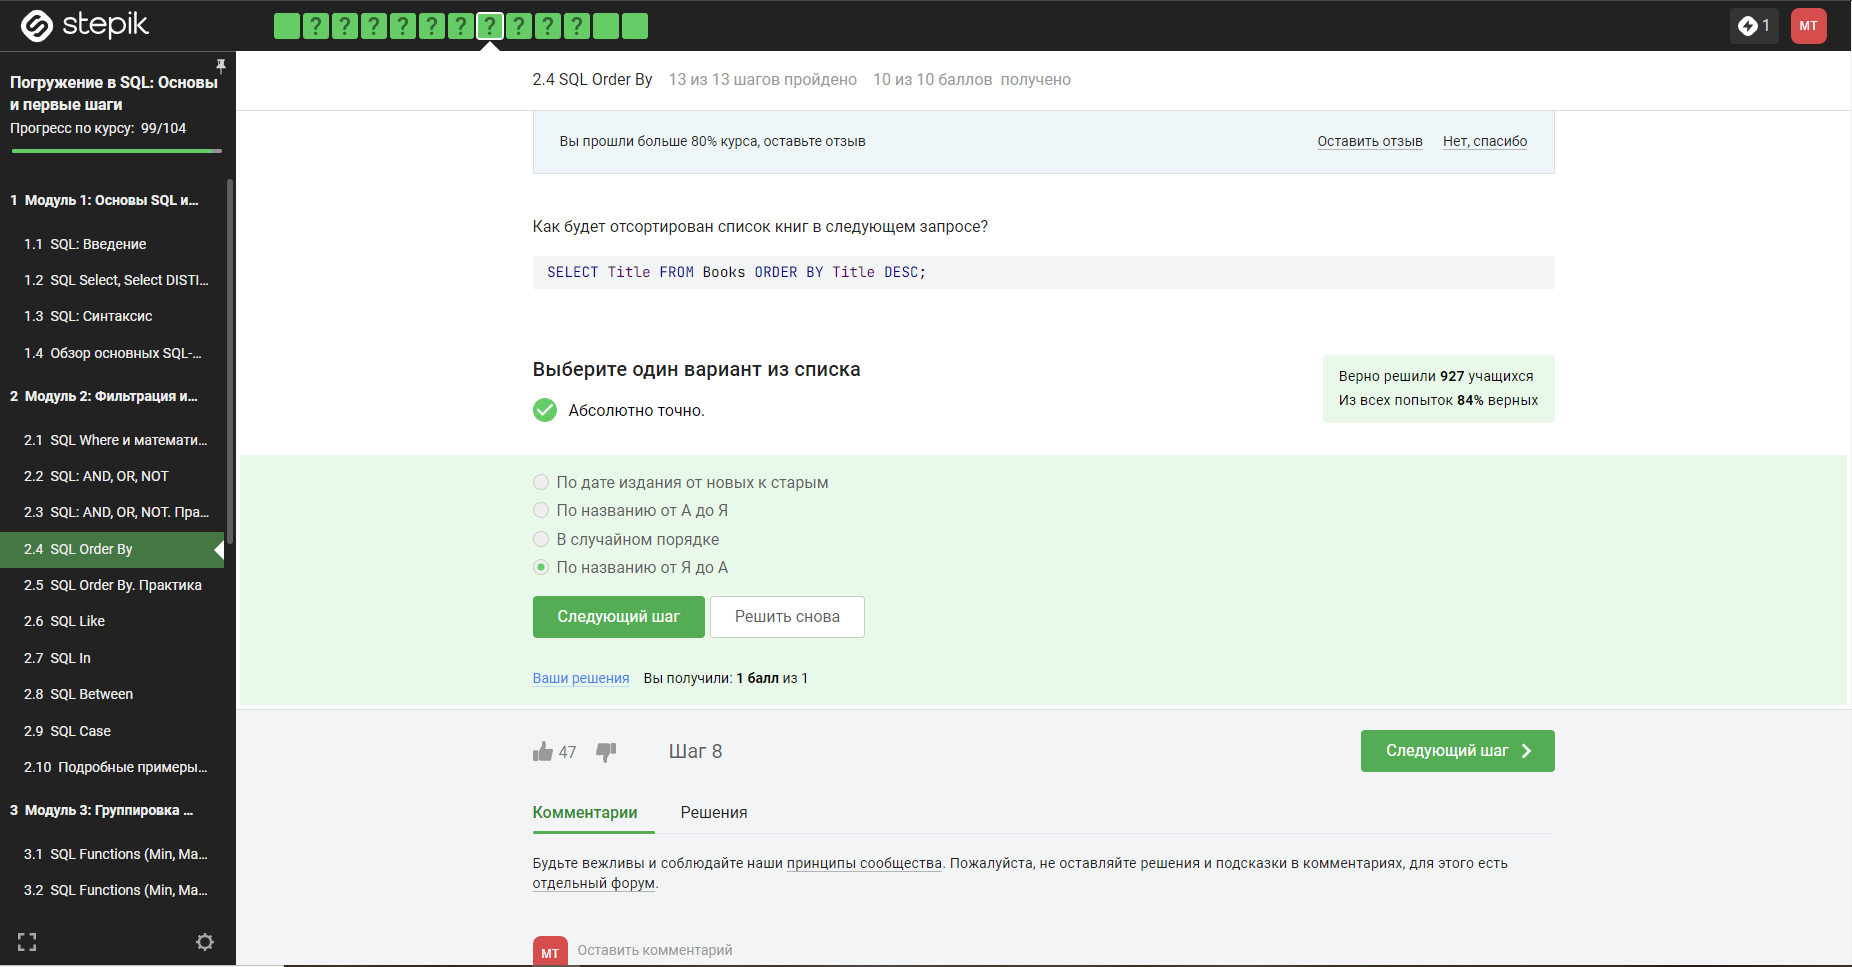 stepik
? ? ? ? ? ? ? ? ? ?
1
MT
Погружение в SQL: Основы
и первые шаги
Прогресс по курсу: 99/104
1 Модуль 1: Основы SQL и...
1.1 SQL: Введение
1.2 SQL Select, Select DISTI...
1.3 SQL: Синтаксис
1.4 Обзор основных SQL-...
2 Модуль 2: Фильтрация и...
2.1 SQL Where и математи...
2.2 SQL: AND, OR, NOT
2.3 SQL: AND, OR, NOT. Пра...
2.4 SQL Order By
2.5 SQL Order By. Практика
2.6 SQL Like
2.7 SQL In
2.8 SQL Between
2.9 SQL Case
2.10 Подробные примеры...
3 Модуль 3: Группировка ...
3.1 SQL Functions (Min, Ma...
3.2 SQL Functions (Min, Ma...
2.4 SQL Order By 13 из 13 шагов пройдено 10 из 10 баллов получено
Вы прошли больше 80% курса, оставьте отзыв
Оставить отзыв Нет, спасибо
Как будет отсортирован список книг в следующем запросе?
SELECT Title FROM Books ORDER BY Title DESC;
Выберите один вариант из списка
Абсолютно точно.
Верно решили 927 учащихся
Из всех попыток 84% верных
По дате издания от новых к старым
По названию от А до Я
В случайном порядке
По названию от Я до А
Следующий шаг
Решить снова
Ваши решения Вы получили: 1 балл из 1
47
Шаг 8
Следующий шаг
Комментарии Решения
Будьте вежливы и соблюдайте наши принципы сообщества. Пожалуйста, не оставляйте решения и подсказки в комментариях, для этого есть
отдельный форум.
MT
Оставить комментарий